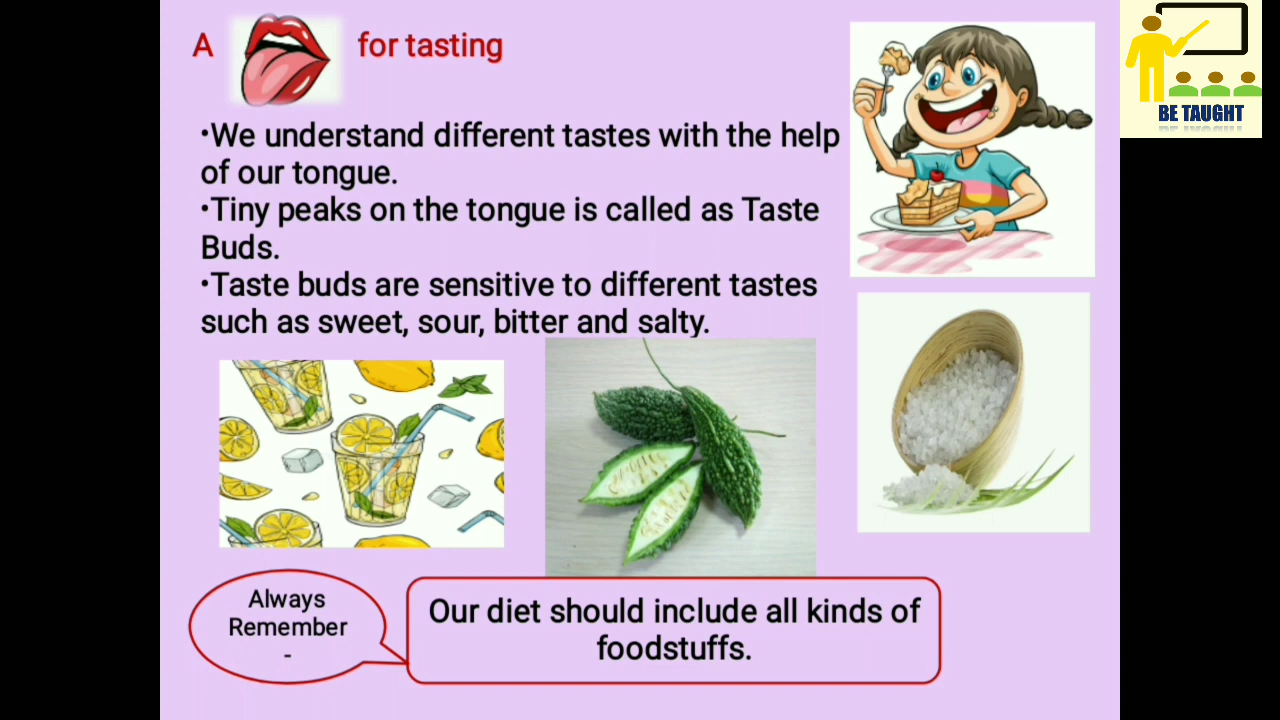 A for tasting
•We understand different tastes with the help
of our tongue.
•Tiny peaks on the tongue is called as Taste
Buds.
•Taste buds are sensitive to different tastes
such as sweet, sour, bitter and salty.
Always
Remember
-
Our diet should include all kinds of
foodstuffs.
BE TAUGHT